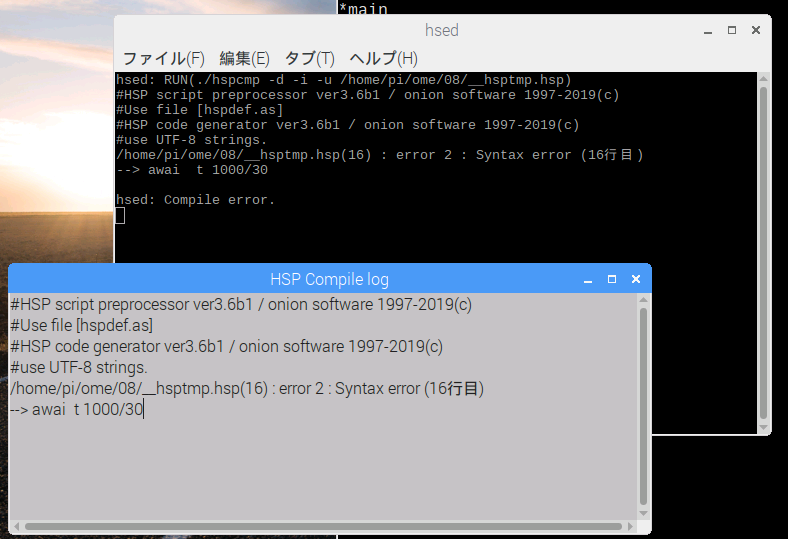 *main
hsed
ファイル(F) 編集(E) タブ(T) ヘルプ(H)
hsed: RUN(./hspcmp -d -i -u /home/pi/ome/08/__hsptmp.hsp)
#HSP script preprocessor ver3.6b1 / onion software 1997-2019(c)
#Use file [hspdef.as]
#HSP code generator ver3.6b1 / onion software 1997-2019(c)
#use UTF-8 strings.
/home/pi/ome/08/__hsptmp.hsp(16) : error 2 : Syntax error (16行目)
--> awai  t 1000/30
hsed: Compile error.
HSP Compile log
#HSP script preprocessor ver3.6b1 / onion software 1997-2019(c)
#Use file [hspdef.as]
#HSP code generator ver3.6b1 / onion software 1997-2019(c)
#use UTF-8 strings.
/home/pi/ome/08/__hsptmp.hsp(16) : error 2 : Syntax error (16行目)
--> awai  t 1000/30